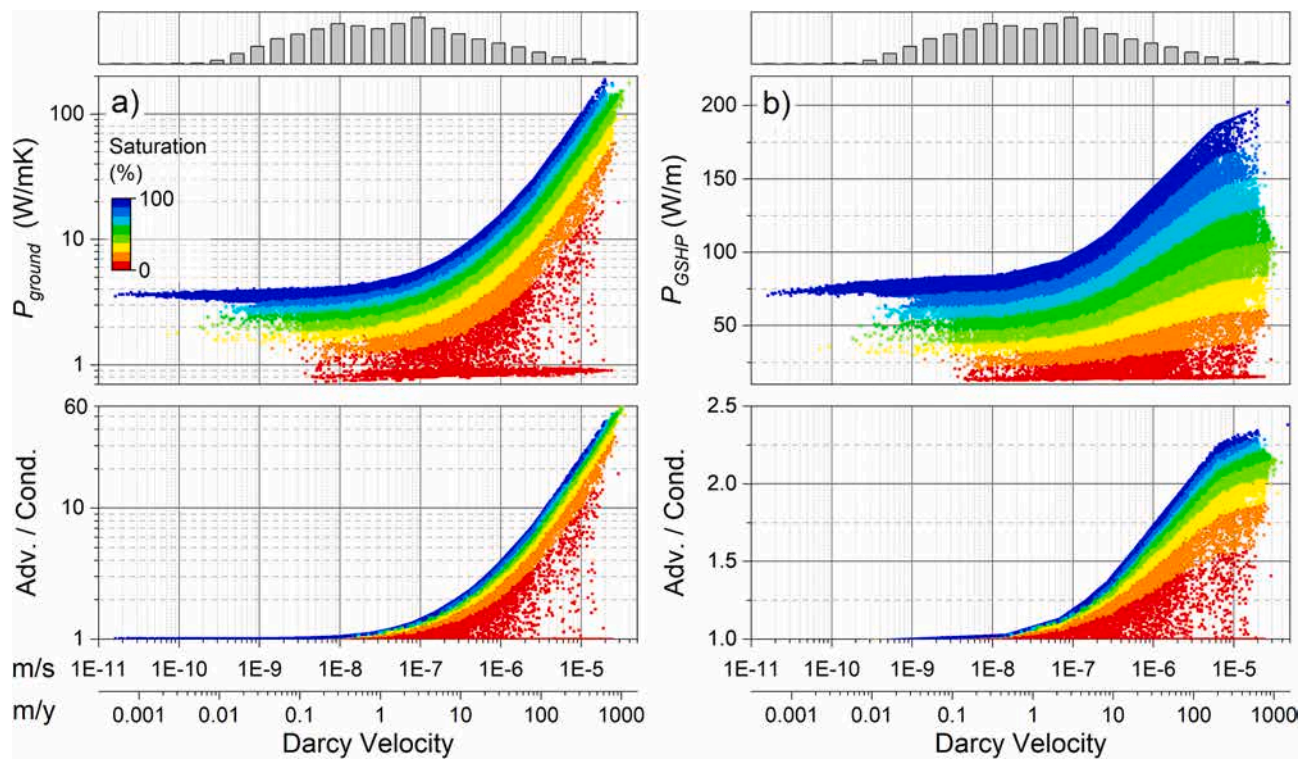 a)
Saturation
(%)
100
0
P_ground (W/mK)
100
10
1
b)
P_GSHP (W/m)
200
150
100
50
Adv. / Cond.
60
10
1
Adv. / Cond.
2.5
2.0
1.5
1.0
m/s 1E-11 1E-10 1E-9 1E-8 1E-7 1E-6 1E-5
1E-11 1E-10 1E-9 1E-8 1E-7 1E-6 1E-5
m/y 0.001 0.01 0.1 1 10 100 1000
0.001 0.01 0.1 1 10 100 1000
Darcy Velocity
Darcy Velocity